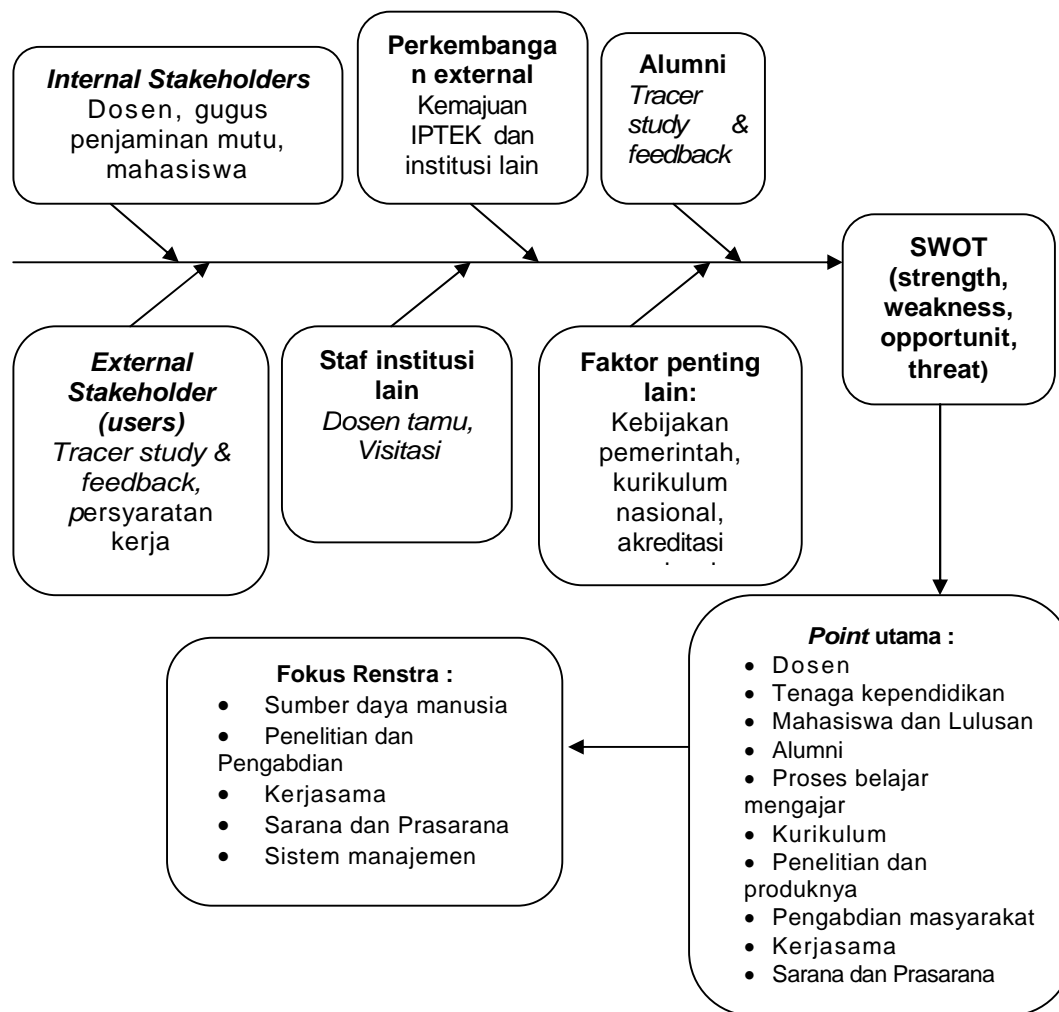 Internal Stakeholders
Dosen, gugus
penjaminan mutu,
mahasiswa
Perkembanga
n external
Kemajuan
IPTEK dan
institusi lain
Alumni
Tracer
study &
feedback
SWOT
(strength,
weakness,
opportunit,
threat)
External
Stakeholder
(users)
Tracer study &
feedback,
persyaratan
kerja
Staf institusi
lain
Dosen tamu,
Visitasi
Faktor penting
lain:
Kebijakan
pemerintah,
kurikulum
nasional,
akreditasi
Point utama :
• Dosen
• Tenaga kependidikan
• Mahasiswa dan Lulusan
• Alumni
• Proses belajar
mengajar
• Kurikulum
• Penelitian dan
produknya
• Pengabdian masyarakat
• Kerjasama
• Sarana dan Prasarana
Fokus Renstra :
• Sumber daya manusia
• Penelitian dan
Pengabdian
• Kerjasama
• Sarana dan Prasarana
• Sistem manajemen